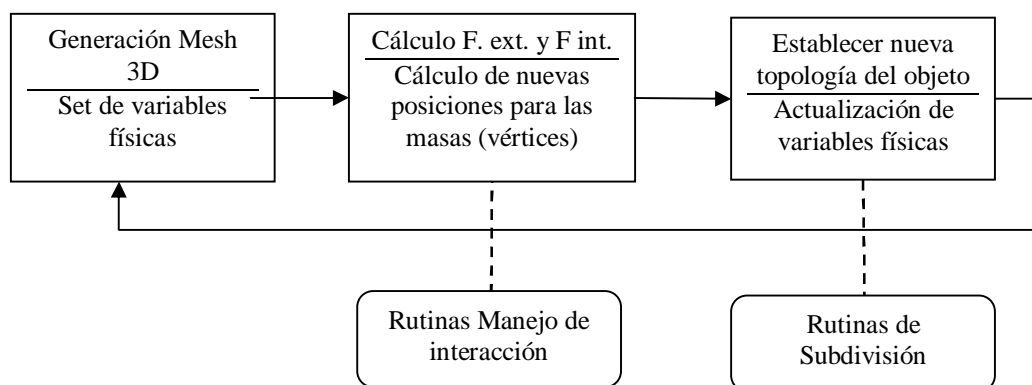 Generación Mesh
3D
Set de variables
físicas
Cálculo F. ext. y F int.
Cálculo de nuevas
posiciones para las
masas (vértices)
Establecer nueva
topología del objeto
Actualización de
variables físicas
Rutinas Manejo de
interacción
Rutinas de
Subdivisión